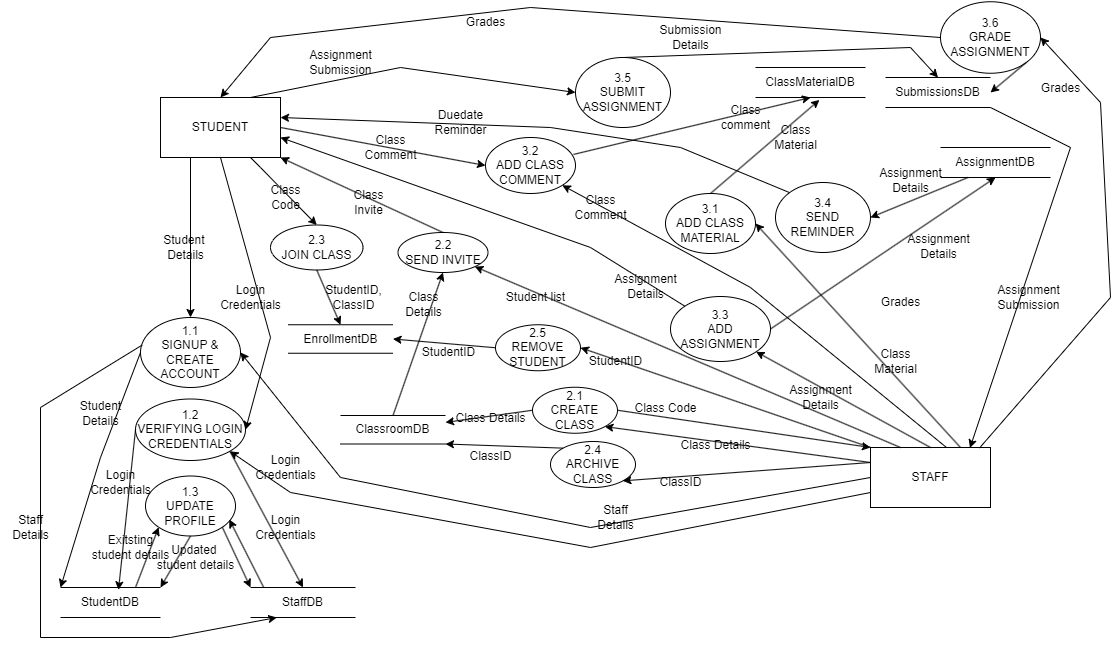 3.6
GRADE
ASSIGNMENT
Grades
Submission
Details
Assignment
Submission
3.5
SUBMIT
ASSIGNMENT
ClassMaterialDB
SubmissionsDB
Grades
STUDENT
Duedate
Reminder
Class
comment
Class
Material
Class
Comment
3.2
ADD CLASS
COMMENT
AssignmentDB
Assignment
Details
Class
Code
Class
Invite
Class
Comment
3.1
ADD CLASS
MATERIAL
3.4
SEND
REMINDER
Student
Details
2.3
JOIN CLASS
2.2
SEND INVITE
Assignment
Details
Login
Credentials
StudentID,
ClassID
Class
Details
Student list
Assignment
Details
Grades
Assignment
Submission
1.1
SIGNUP &
CREATE
ACCOUNT
EnrollmentDB
StudentID
2.5
REMOVE
STUDENT
StudentID
3.3
ADD
ASSIGNMENT
Class
Material
Student
Details
1.2
VERIFYING LOGIN
CREDENTIALS
ClassroomDB
Class Details
2.1
CREATE
CLASS
Class Code
Assignment
Details
Class Details
ClassID
2.4
ARCHIVE
CLASS
ClassID
STAFF
Login
Credentials
Login
Credentials
1.3
UPDATE
PROFILE
Staff
Details
Staff
Details
Login
Credentials
Exitsting
student details
Updated
student details
StudentDB
StaffDB